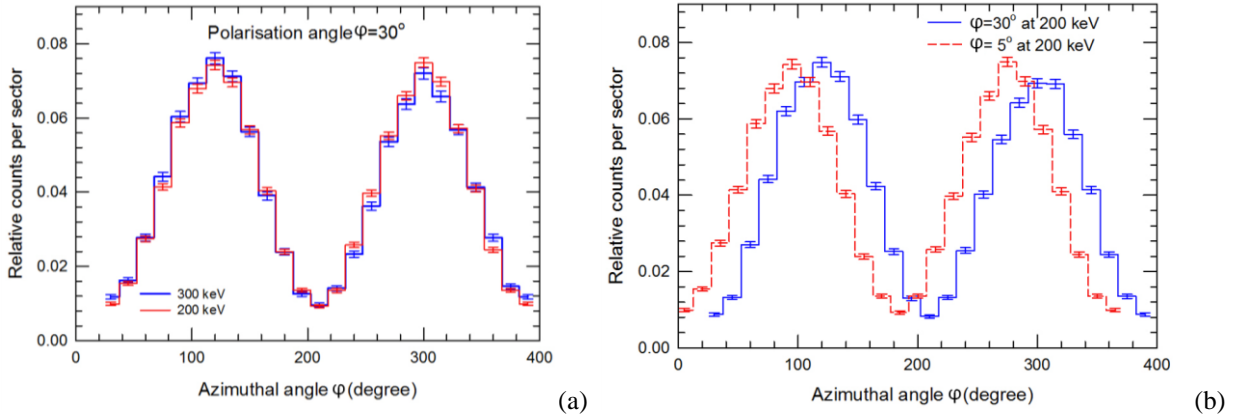 Polarisation angle φ=30°
0.08
0.06
0.04
0.02
0.00
Relative counts per sector
300 keV
200 keV
0 100 200 300 400
Azimuthal angle φ (degree)
(a)
φ=30° at 200 keV
φ= 5° at 200 keV
0.08
0.06
0.04
0.02
0.00
Relative counts per sector
0 100 200 300 400
Azimuthal angle φ (degree)
(b)